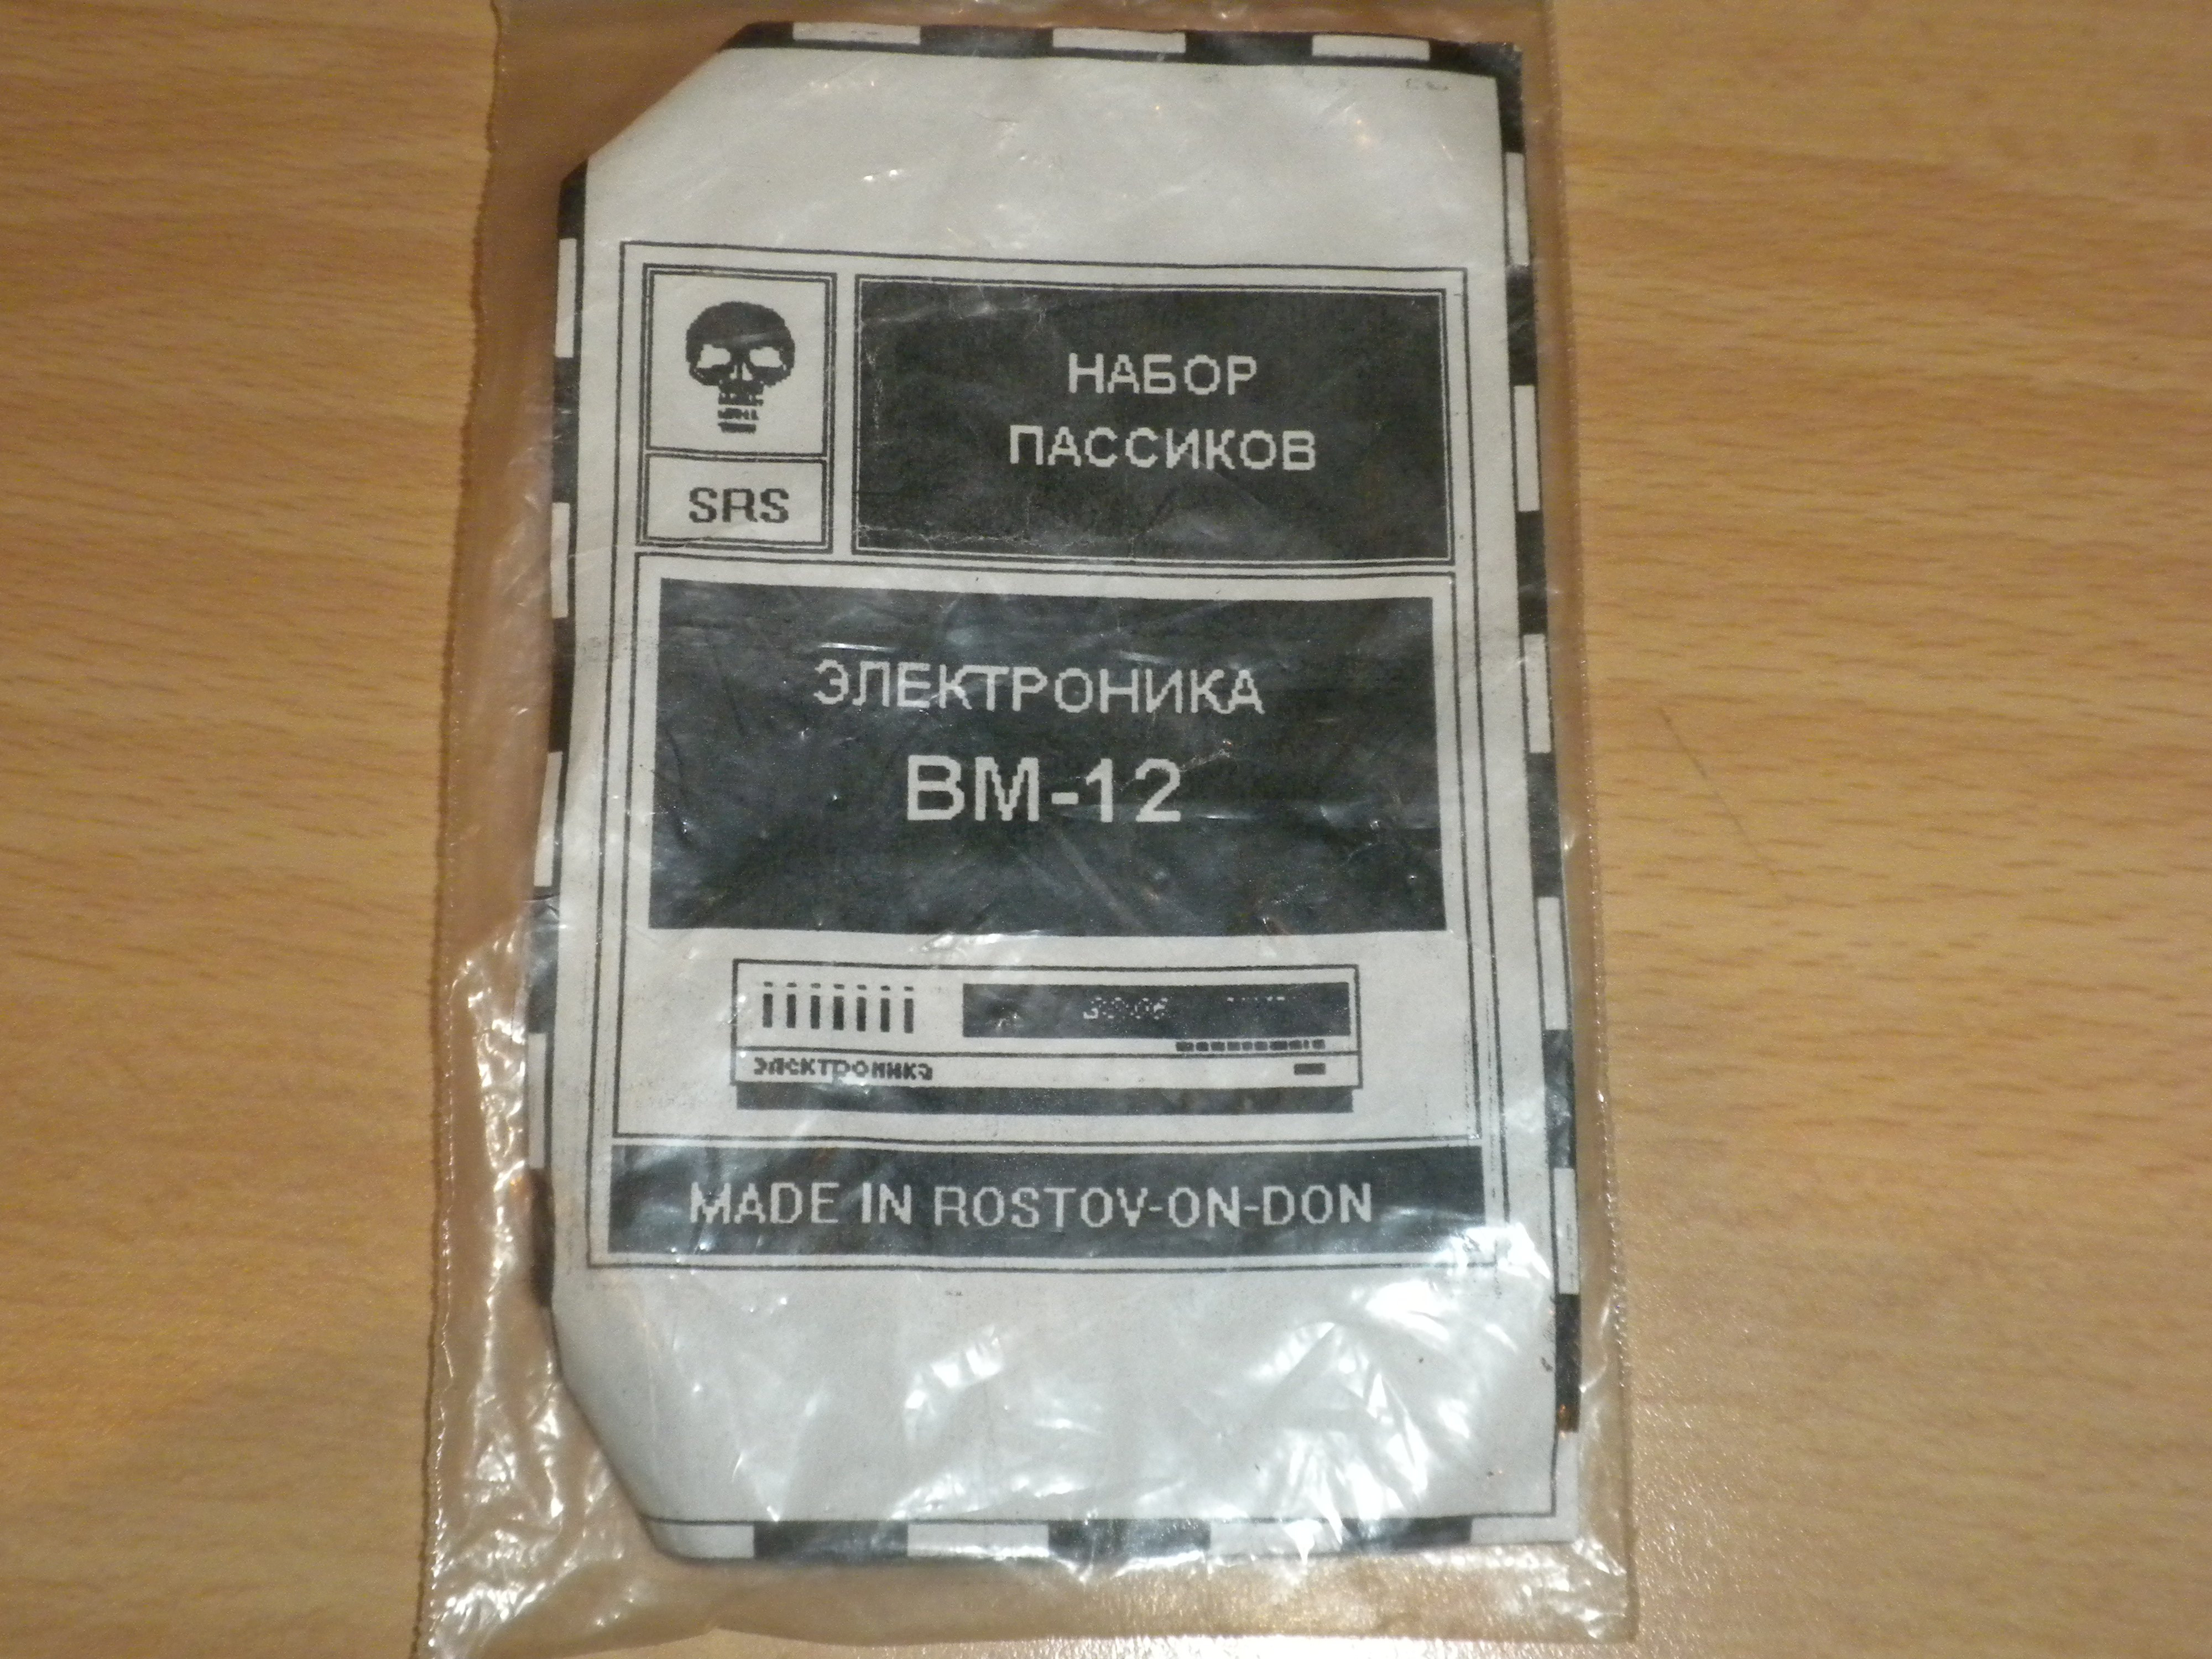 НАБОР
ПАССИКОВ
SRS
ЭЛЕКТРОНИКА
ВМ-12
электроника
MADE IN ROSTOV-ON-DON